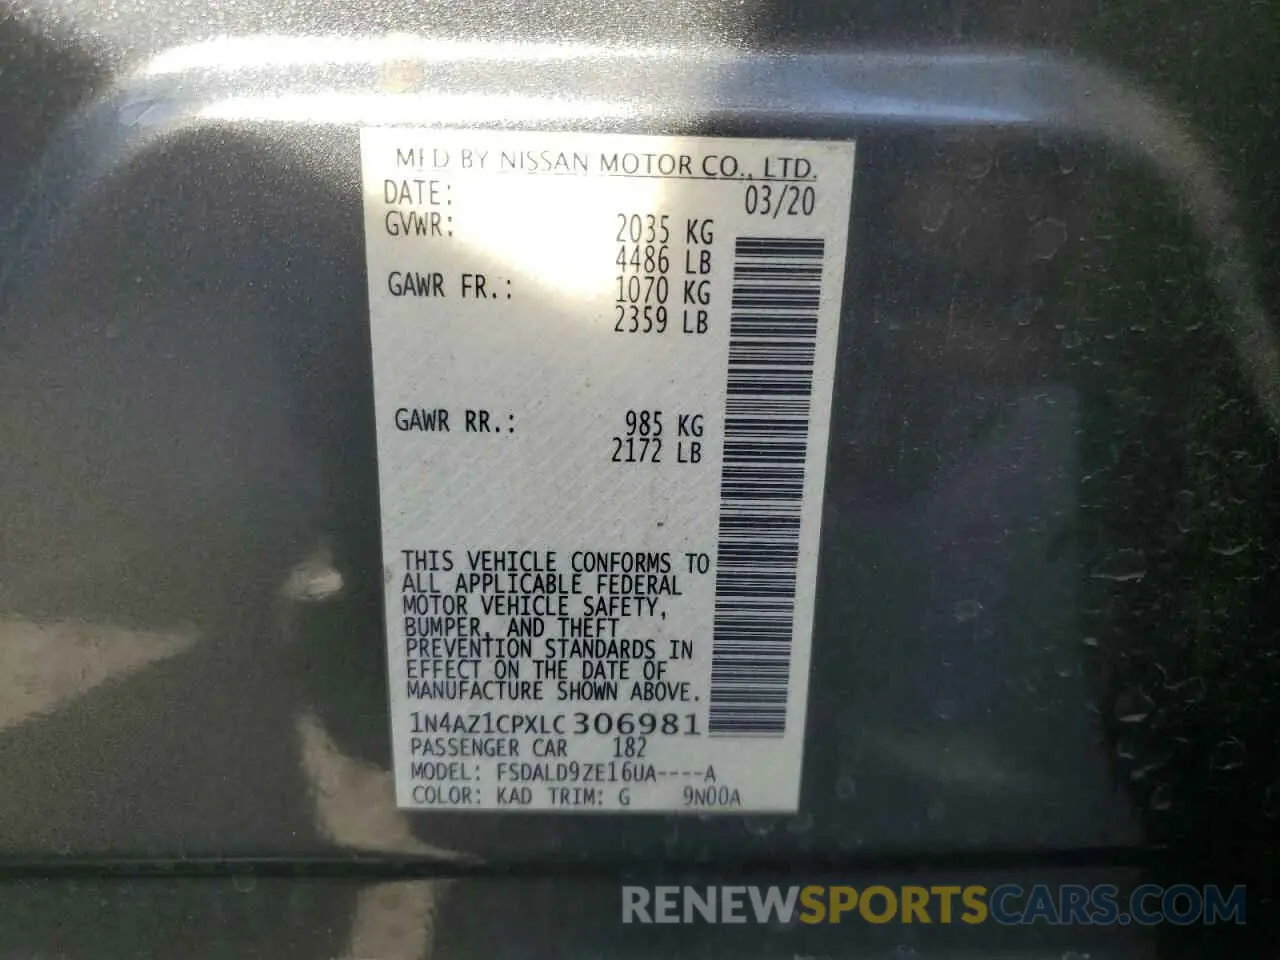 MFD BY NISSAN MOTOR CO., LTD.
DATE: 03/20
GVWR: 2035 KG
4486 LB
GAWR FR.: 1070 KG
2359 LB
GAWR RR.: 985 KG
2172 LB
THIS VEHICLE CONFORMS TO
ALL APPLICABLE FEDERAL
MOTOR VEHICLE SAFETY,
BUMPER, AND THEFT
PREVENTION STANDARDS IN
EFFECT ON THE DATE OF
MANUFACTURE SHOWN ABOVE.
1N4AZ1CPXLC306981
PASSENGER CAR 182
MODEL: FSDALD9ZE16UA----A
COLOR: KAD TRIM: G 9N00A
RENEWSPORTSCARS.COM